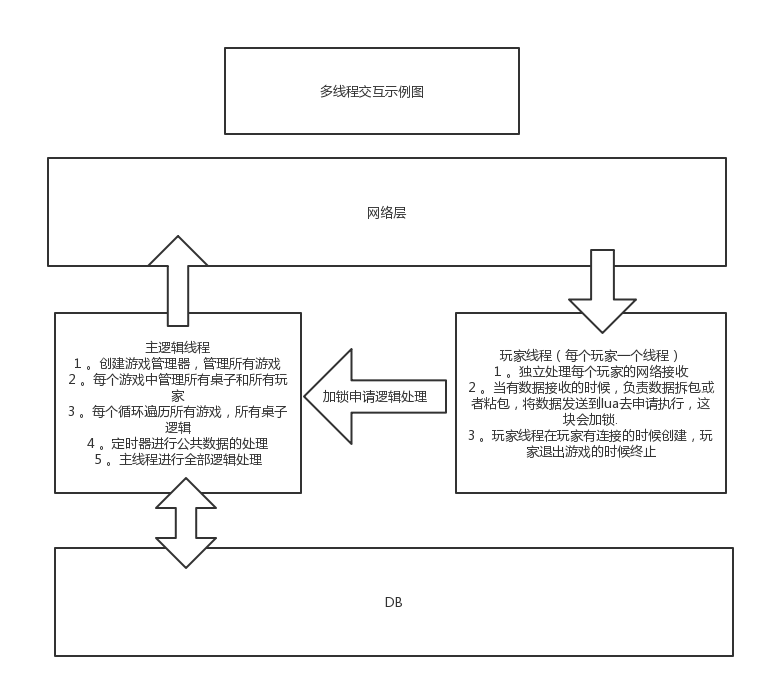 多线程交互示例图
网络层
主逻辑线程
1 。创建游戏管理器，管理所有游戏
2 。每个游戏中管理所有桌子和所有玩
家
3 。每个循环遍历所有游戏，所有桌子
逻辑
4 。定时器进行公共数据的处理
5 。主线程进行全部逻辑处理
加锁申请逻辑处理
玩家线程（每个玩家一个线程）
1 。独立处理每个玩家的网络接收
2 。当有数据接收的时候，负责数据拆包或
者粘包，将数据发送到lua去申请执行，这
块会加锁.
3 。玩家线程在玩家有连接的时候创建，玩
家退出游戏的时候终止
DB